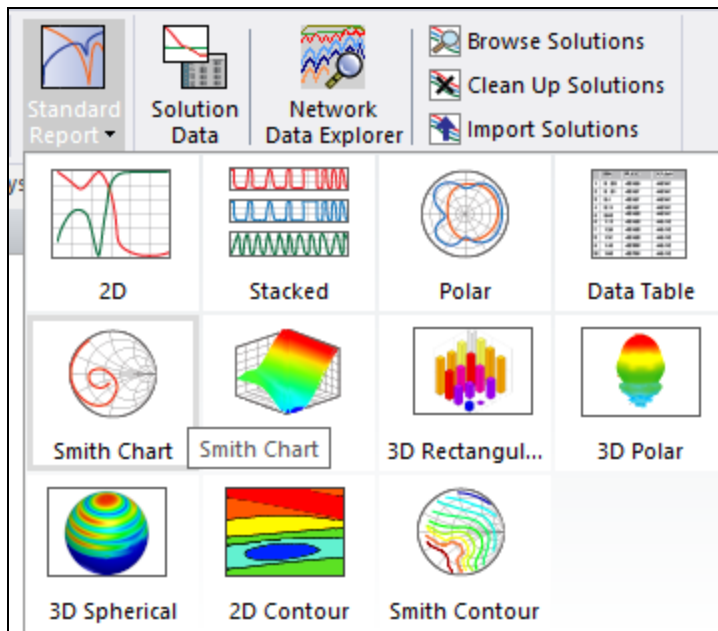 Standard
Report
Solution
Data
Network
Data Explorer
Browse Solutions
Clean Up Solutions
Import Solutions
ys
2D
Stacked
Polar
Data Table
Smith Chart
Smith Chart
3D Rectangul...
3D Polar
3D Spherical
2D Contour
Smith Contour